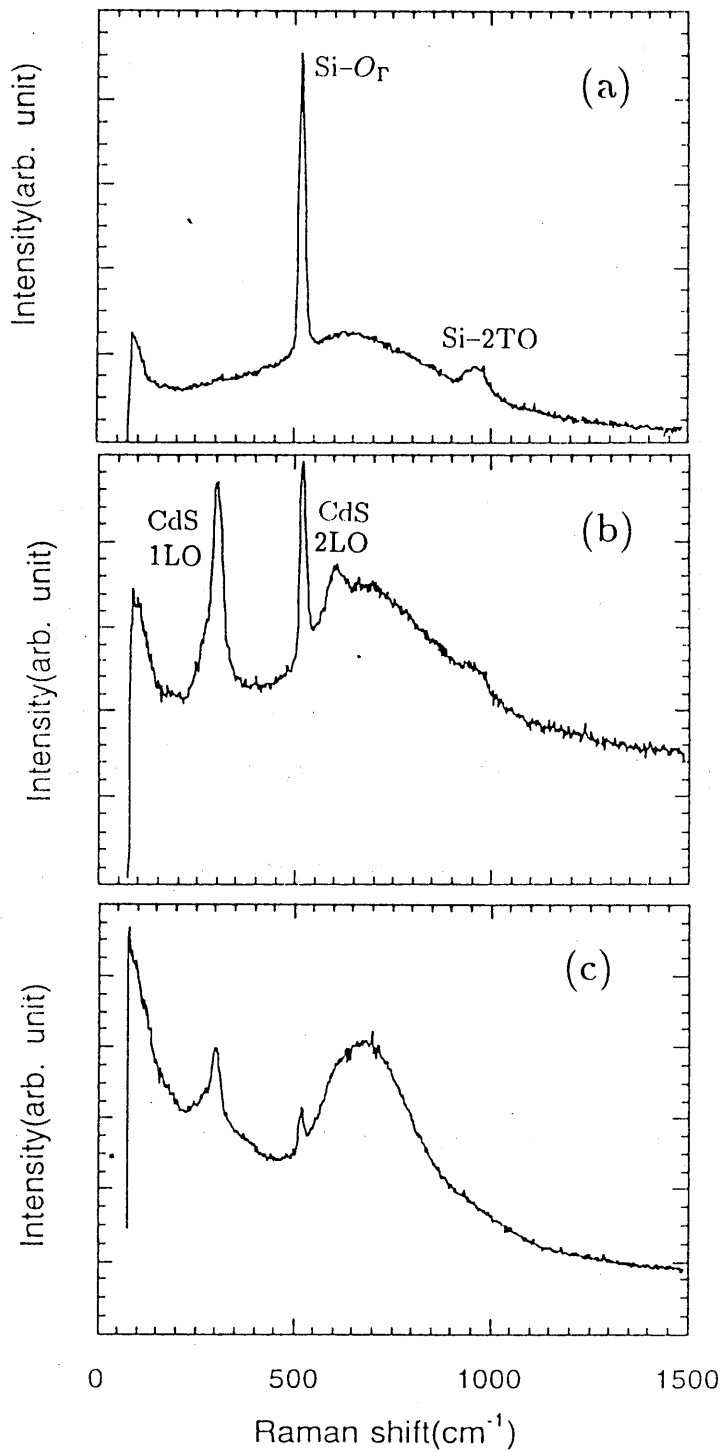 Intensity(arb. unit)
Si–O_Γ
(a)
Si–2TO
Intensity(arb. unit)
CdS
1LO
CdS
2LO
(b)
Intensity(arb. unit)
(c)
0 500 1000 1500
Raman shift(cm⁻¹)